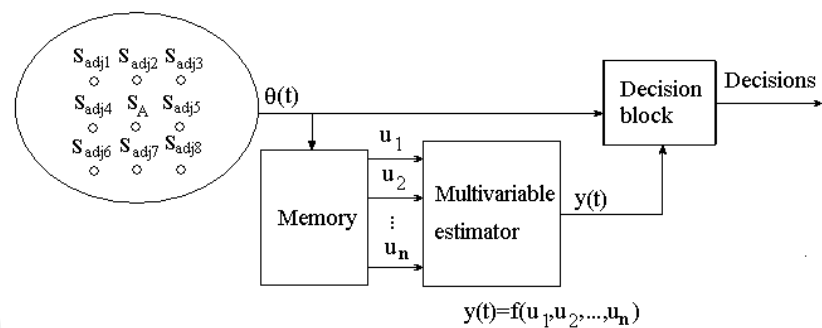 S_adj1 S_adj2 S_adj3
S_adj4 S_A S_adj5
S_adj6 S_adj7 S_adj8
θ(t)
Decision
block
Decisions
Memory
u_1
u_2
⋮
u_n
Multivariable
estimator
y(t)
y(t)=f(u_1,u_2,...,u_n)